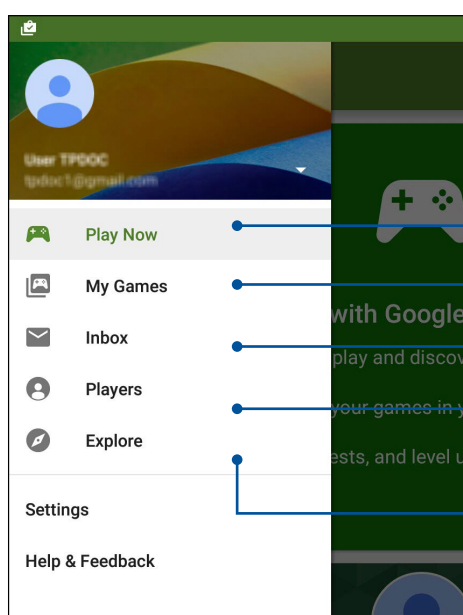 User TPDOC
tpdoc1@gmail.com
Play Now
My Games
Inbox
Players
Explore
Settings
Help & Feedback
with Google
play and discov
your games in y
ests, and level u